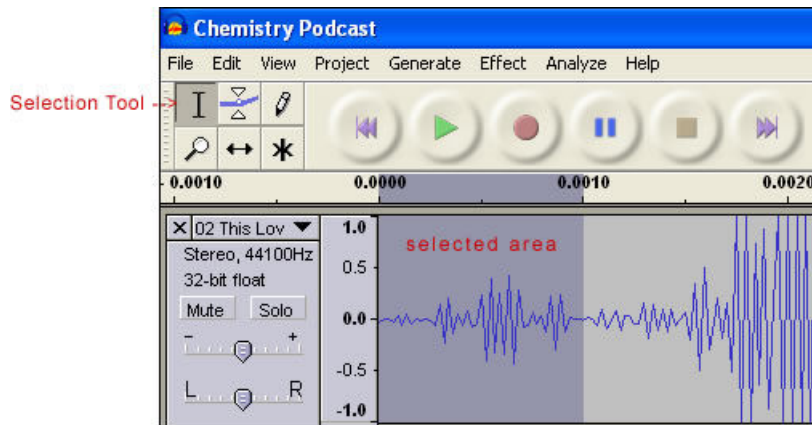 Chemistry Podcast
File Edit View Project Generate Effect Analyze Help
Selection Tool -->
- 0.0010 0.0000 0.0010 0.0020
X 02 This Lov ▼
Stereo, 44100Hz
32-bit float
Mute Solo
- +
L R
1.0
0.5
0.0
-0.5
-1.0
selected area